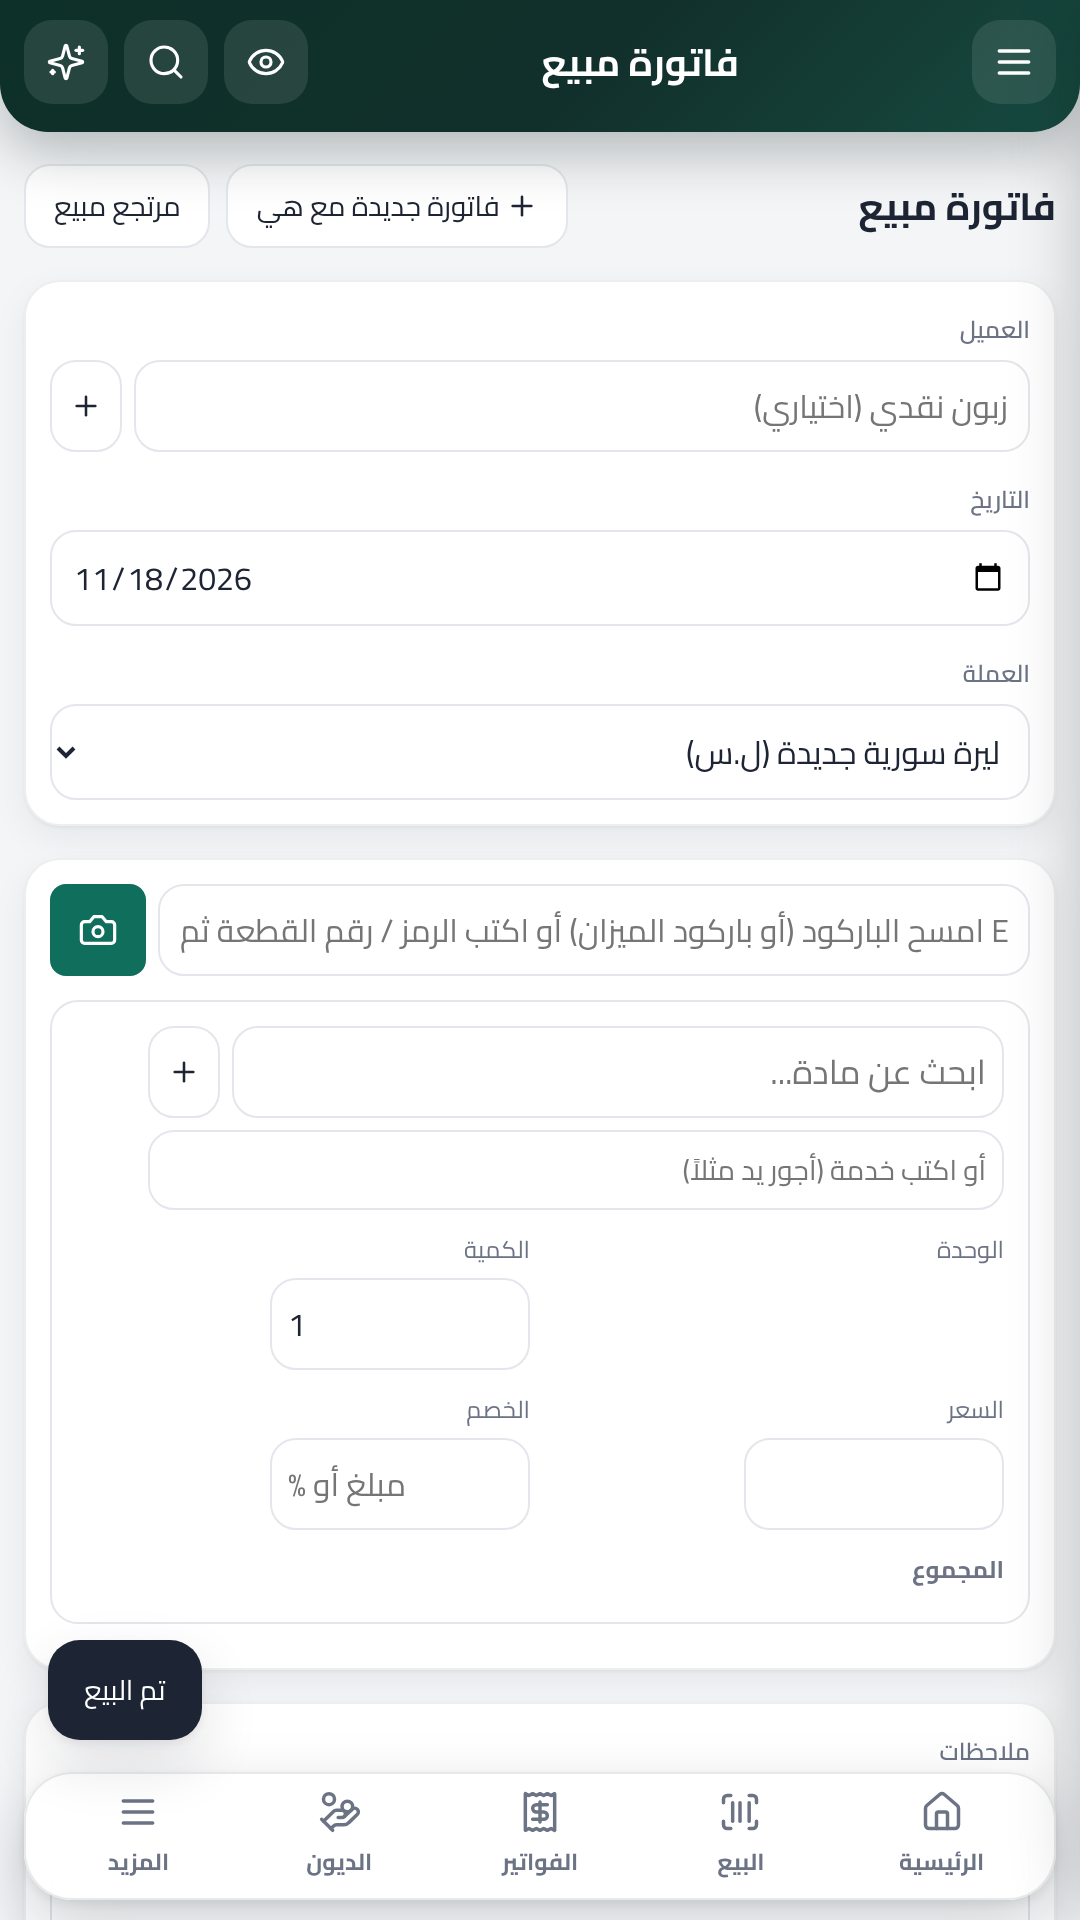 فاتورة مبيع
فاتورة مبيع
+ فاتورة جديدة مع هي
مرتجع مبيع
العميل
زبون نقدي (اختياري)
+
التاريخ
11/18/2026
العملة
ليرة سورية جديدة (ل.س)
امسح الباركود (أو باركود الميزان) أو اكتب الرمز / رقم القطعة ثم E
ابحث عن مادة...
+
أو اكتب خدمة (أجور يد مثلاً)
الوحدة
الكمية
1
السعر
الخصم
مبلغ أو %
المجموع
تم البيع
ملاحظات
الرئيسية
البيع
الفواتير
الديون
المزيد